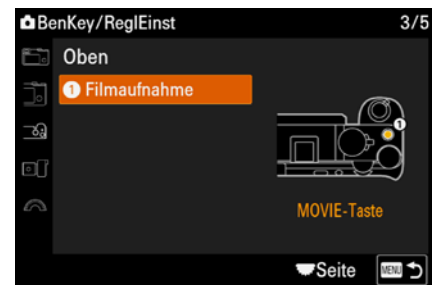 BenKey/ReglEinst 3/5
Oben
1 Filmaufnahme
1
MOVIE-Taste
Seite MENU